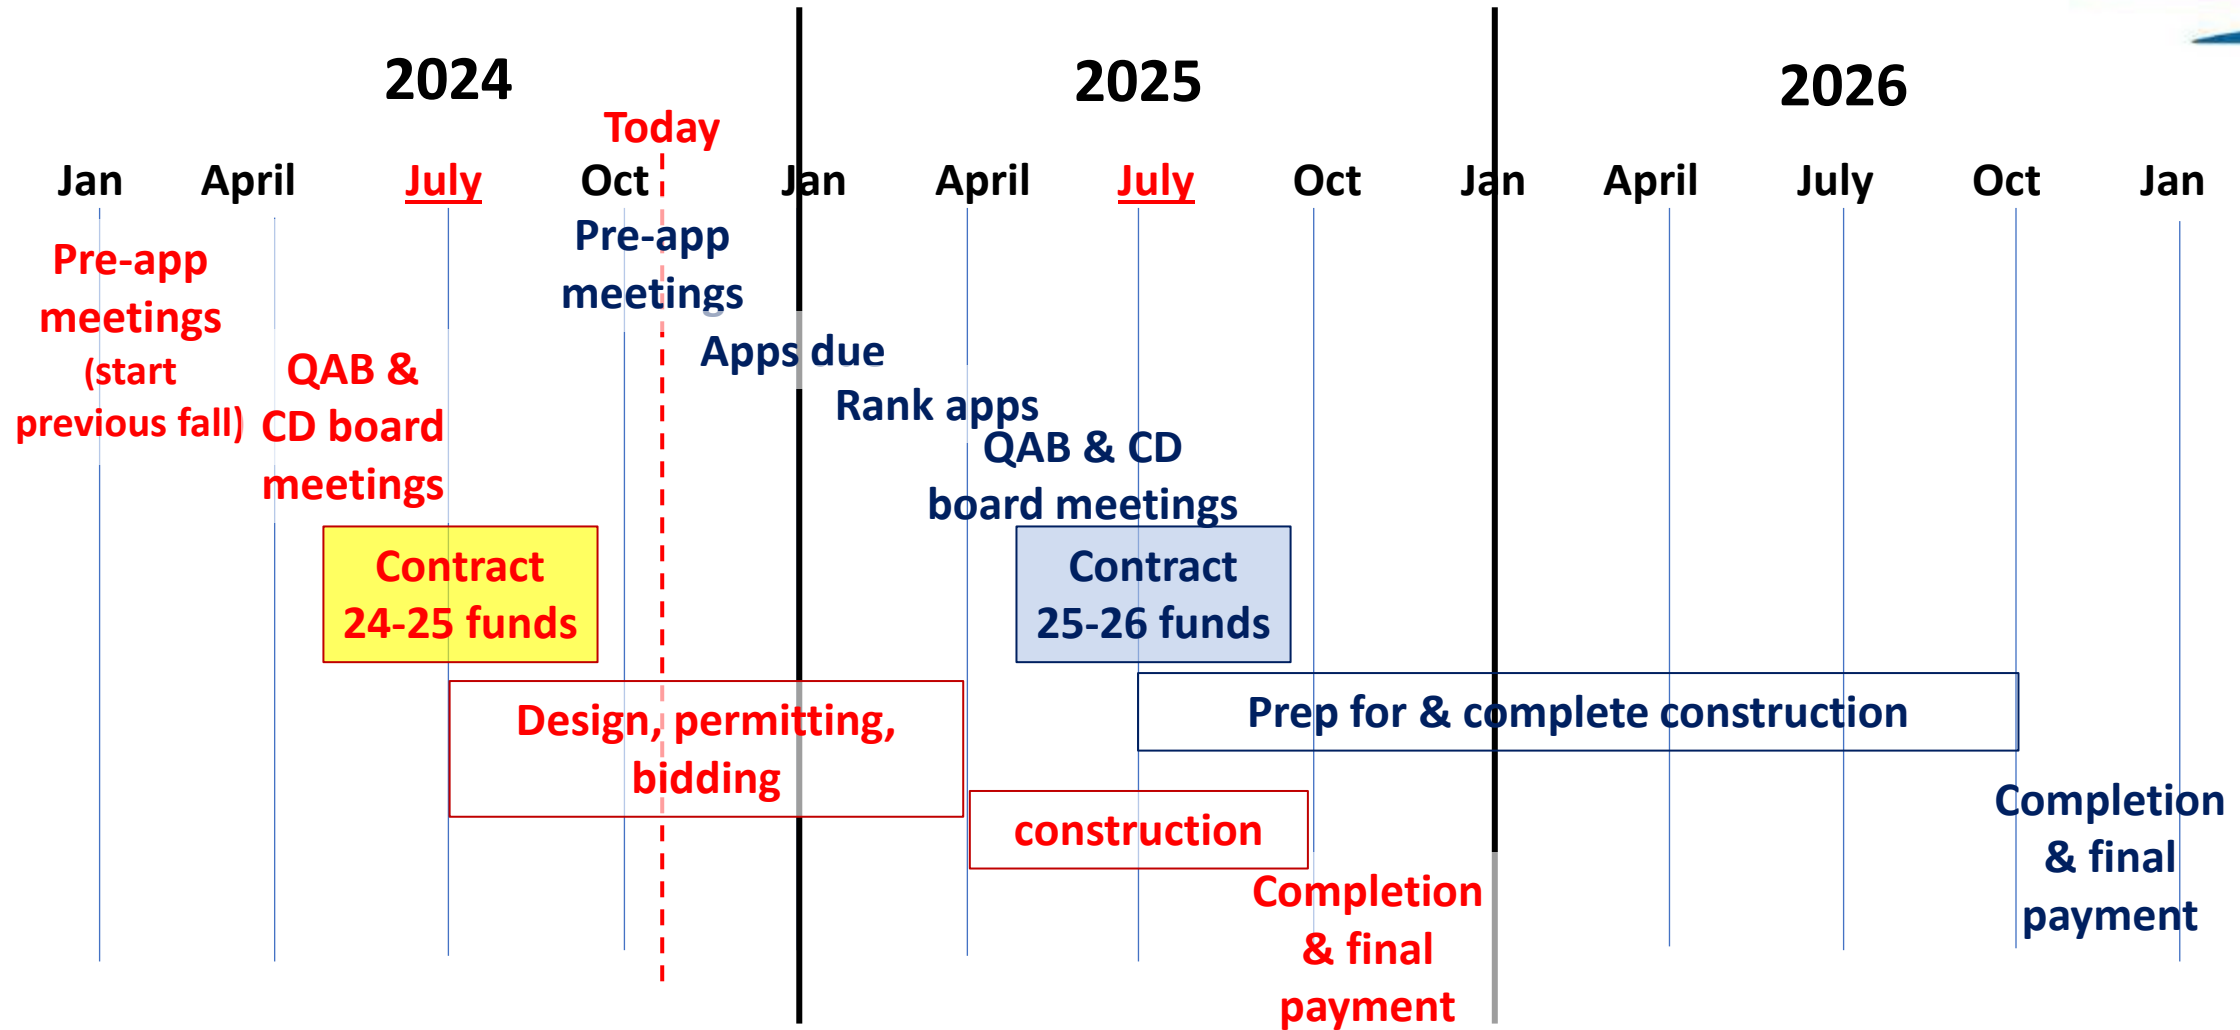 2024
2025
2026
Today
Jan
April
July
Oct
Jan
April
July
Oct
Jan
April
July
Oct
Jan
Pre-app
meetings
(start
previous fall)
QAB &
CD board
meetings
Pre-app
meetings
Apps due
Rank apps
QAB & CD
board meetings
Contract
24-25 funds
Contract
25-26 funds
Design, permitting,
bidding
Prep for & complete construction
construction
Completion
& final
payment
Completion
& final
payment